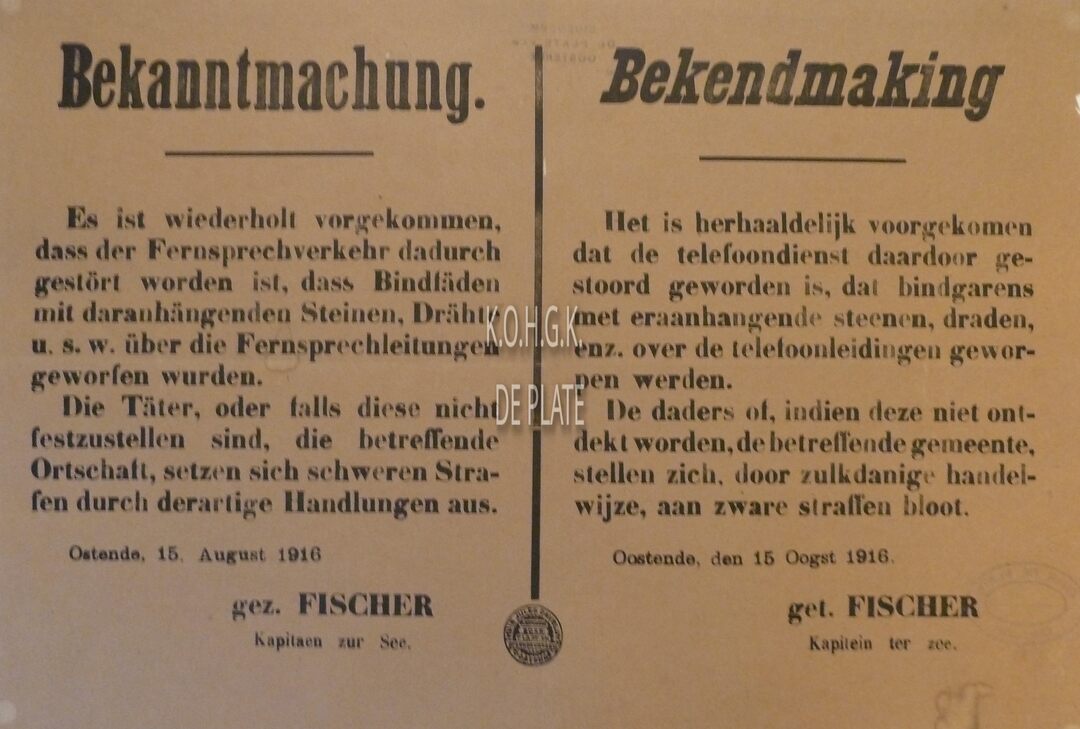 Bekanntmachung.
Es ist wiederholt vorgekommen,
dass der Fernsprechverkehr dadurch
gestört worden ist, dass Bindfäden
mit daranhängenden Steinen, Drähte
u. s. w. über die Fernsprechleitungen
geworfen wurden.
Die Täter, oder falls diese nicht
festzustellen sind, die betreffende
Ortschaft, setzen sich schweren Stra-
fen durch derartige Handlungen aus.
Ostende, 15. August 1916
gez. FISCHER
Kapitaen zur See.
Bekendmaking
Het is herhaaldelijk voorgekomen
dat de telefoondienst daardoor ge-
stoord geworden is, dat bindgarens
met eraanhangende steenen, draden,
enz. over de telefoonleidingen gewor-
pen werden.
De daders of, indien deze niet ont-
dekt worden, de betreffende gemeente,
stellen zich, door zulkdanige handel-
wijze, aan zware straffen bloot.
Oostende, den 15 Oogst 1916.
get. FISCHER
Kapitein ter zee.
K.O.H.G.K.
DE PLATE